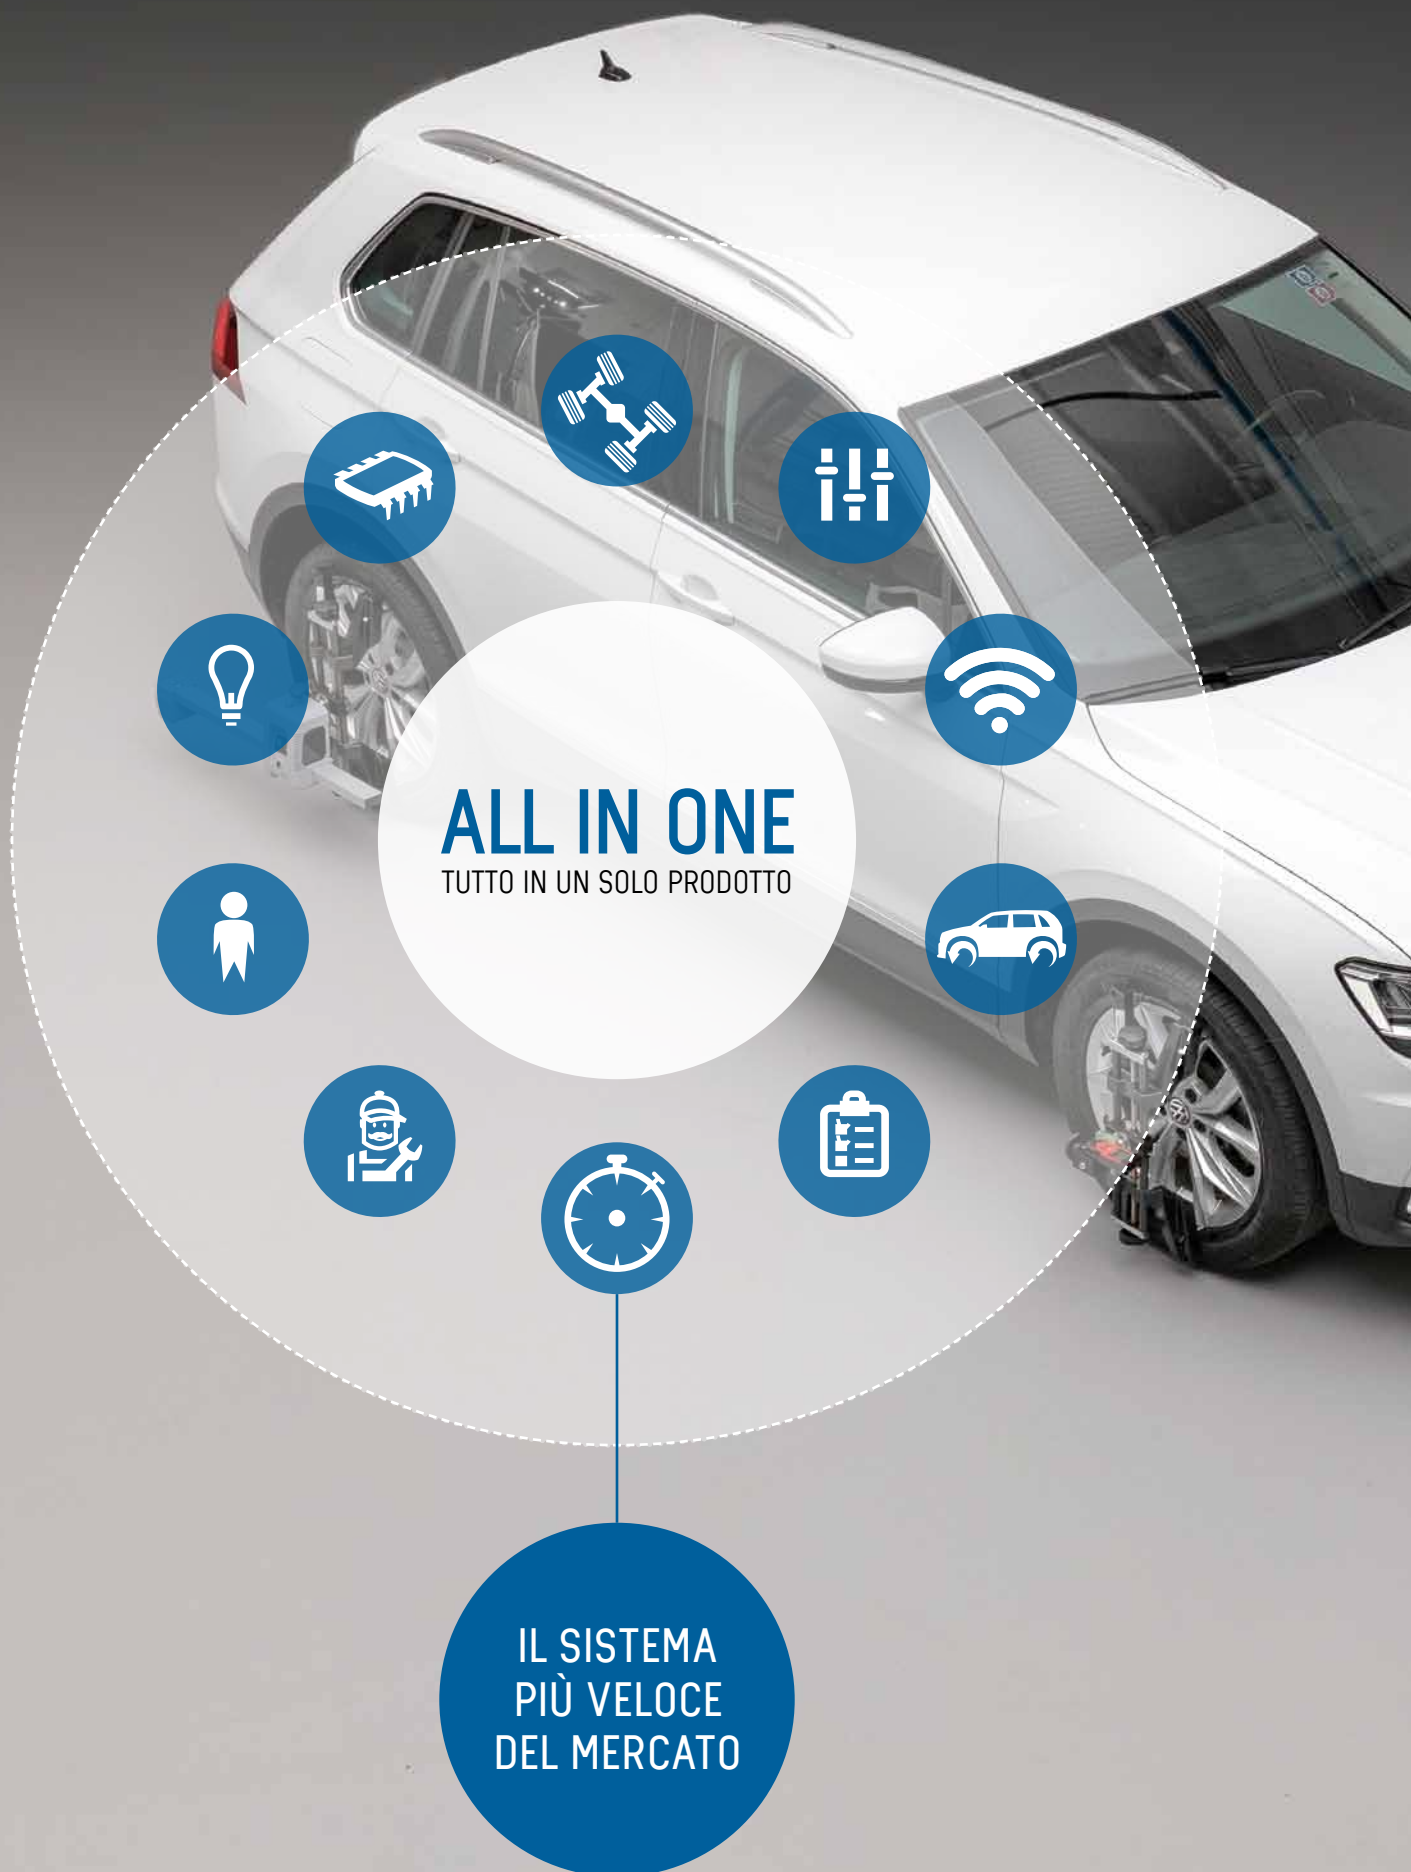 ALL IN ONE
TUTTO IN UN SOLO PRODOTTO
IL SISTEMA
PIÙ VELOCE
DEL MERCATO